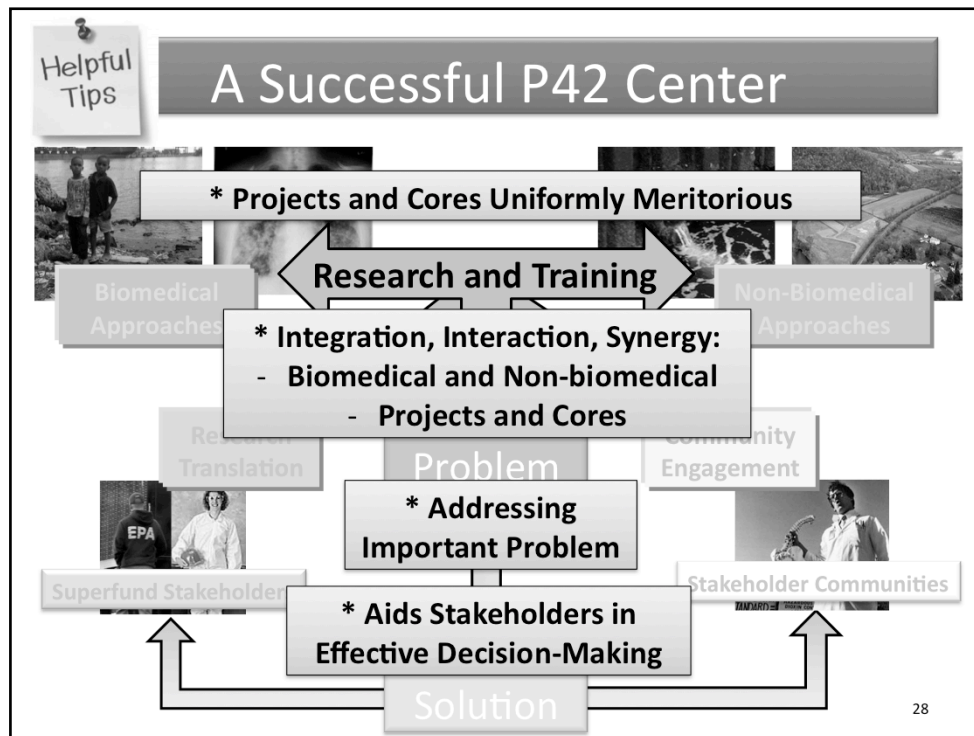 Helpful
Tips
A Successful P42 Center
* Projects and Cores Uniformly Meritorious
Research and Training
Biomedical
Approaches
Non-Biomedical
Approaches
* Integration, Interaction, Synergy:
- Biomedical and Non-biomedical
- Projects and Cores
Research
Translation
Problem
Community
Engagement
* Addressing
Important Problem
EPA
Superfund Stakeholders
Stakeholder Communities
* Aids Stakeholders in
Effective Decision-Making
Solution
28